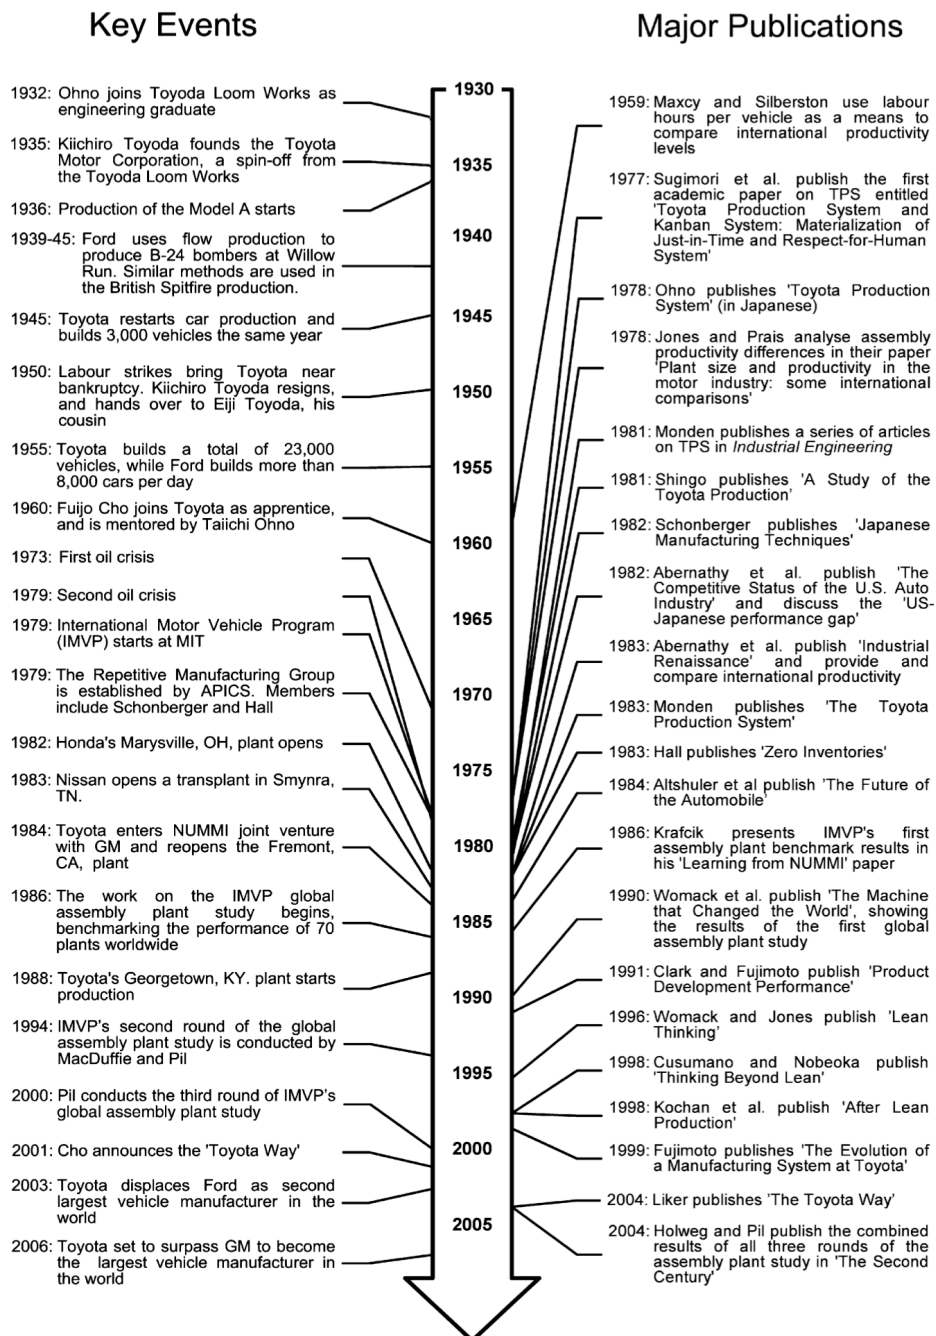 Key Events
1932: Ohno joins Toyoda Loom Works as
engineering graduate
1935: Kiichiro Toyoda founds the Toyota
Motor Corporation, a spin-off from
the Toyoda Loom Works
1936: Production of the Model A starts
1939-45: Ford uses flow production to
produce B-24 bombers at Willow
Run. Similar methods are used in
the British Spitfire production.
1945: Toyota restarts car production and
builds 3,000 vehicles the same year
1950: Labour strikes bring Toyota near
bankruptcy. Kiichiro Toyoda resigns,
and hands over to Eiji Toyoda, his
cousin
1955: Toyota builds a total of 23,000
vehicles, while Ford builds more than
8,000 cars per day
1960: Fuijo Cho joins Toyota as apprentice,
and is mentored by Taiichi Ohno
1973: First oil crisis
1979: Second oil crisis
1979: International Motor Vehicle Program
(IMVP) starts at MIT
1979: The Repetitive Manufacturing Group
is established by APICS. Members
include Schonberger and Hall
1982: Honda's Marysville, OH, plant opens
1983: Nissan opens a transplant in Smynra,
TN.
1984: Toyota enters NUMMI joint venture
with GM and reopens the Fremont,
CA, plant
1986: The work on the IMVP global
assembly plant study begins,
benchmarking the performance of 70
plants worldwide
1988: Toyota's Georgetown, KY. plant starts
production
1994: IMVP's second round of the global
assembly plant study is conducted by
MacDuffie and Pil
2000: Pil conducts the third round of IMVP's
global assembly plant study
2001: Cho announces the 'Toyota Way'
2003: Toyota displaces Ford as second
largest vehicle manufacturer in the
world
2006: Toyota set to surpass GM to become
the largest vehicle manufacturer in
the world
1930
1935
1940
1945
1950
1955
1960
1965
1970
1975
1980
1985
1990
1995
2000
2005
Major Publications
1959: Maxcy and Silberston use labour
hours per vehicle as a means to
compare international productivity
levels
1977: Sugimori et al. publish the first
academic paper on TPS entitled
'Toyota Production System and
Kanban System: Materialization of
Just-in-Time and Respect-for-Human
System'
1978: Ohno publishes 'Toyota Production
System' (in Japanese)
1978: Jones and Prais analyse assembly
productivity differences in their paper
'Plant size and productivity in the
motor industry: some international
comparisons'
1981: Monden publishes a series of articles
on TPS in Industrial Engineering
1981: Shingo publishes 'A Study of the
Toyota Production'
1982: Schonberger publishes 'Japanese
Manufacturing Techniques'
1982: Abernathy et al. publish 'The
Competitive Status of the U.S. Auto
Industry' and discuss the 'US-
Japanese performance gap'
1983: Abernathy et al. publish 'Industrial
Renaissance' and provide and
compare international productivity
1983: Monden publishes 'The Toyota
Production System'
1983: Hall publishes 'Zero Inventories'
1984: Altshuler et al publish 'The Future of
the Automobile'
1986: Krafcik presents IMVP's first
assembly plant benchmark results in
his 'Learning from NUMMI' paper
1990: Womack et al. publish 'The Machine
that Changed the World', showing
the results of the first global
assembly plant study
1991: Clark and Fujimoto publish 'Product
Development Performance'
1996: Womack and Jones publish 'Lean
Thinking'
1998: Cusumano and Nobeoka publish
'Thinking Beyond Lean'
1998: Kochan et al. publish 'After Lean
Production'
1999: Fujimoto publishes 'The Evolution of
a Manufacturing System at Toyota'
2004: Liker publishes 'The Toyota Way'
2004: Holweg and Pil publish the combined
results of all three rounds of the
assembly plant study in 'The Second
Century'